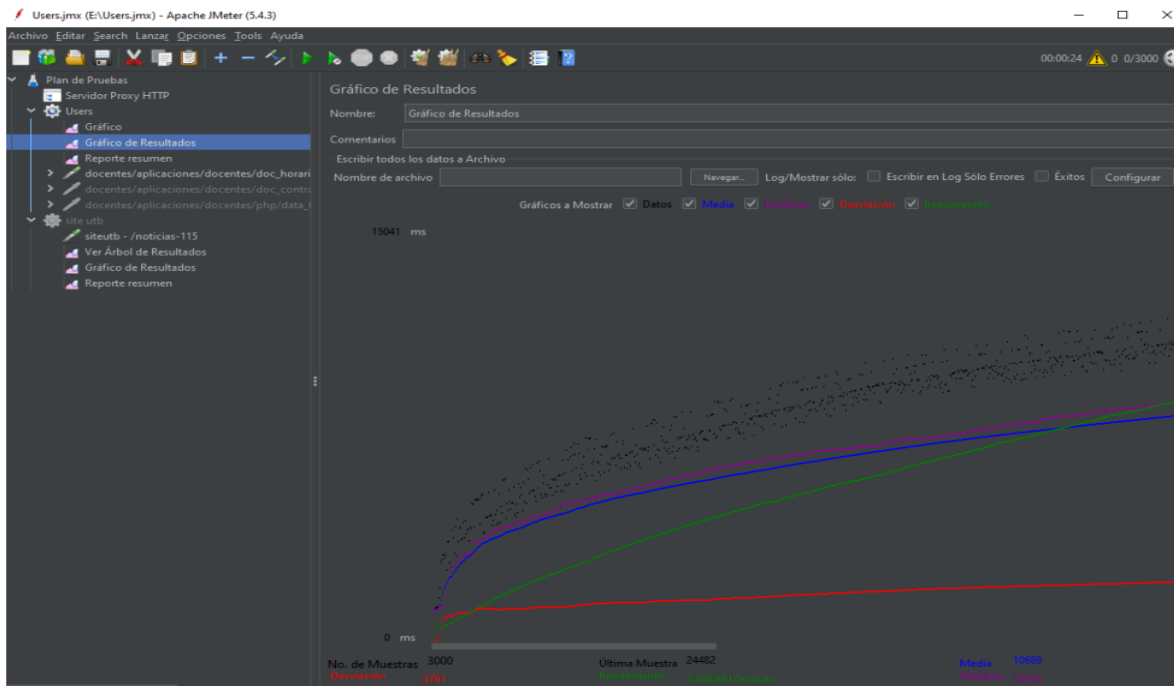 Users.jmx (E:\Users.jmx) - Apache JMeter (5.4.3)
Archivo Editar Search Lanzar Opciones Tools Ayuda
00:00:24 0 0/3000
Plan de Pruebas
Servidor Proxy HTTP
Users
Gráfico
Gráfico de Resultados
Reporte resumen
docentes/aplicaciones/docentes/doc_horari
docentes/aplicaciones/docentes/doc_contro
docentes/aplicaciones/docentes/php/data_
site utb
siteutb - /noticias-115
Ver Árbol de Resultados
Gráfico de Resultados
Reporte resumen
Gráfico de Resultados
Nombre: Gráfico de Resultados
Comentarios
Escribir todos los datos a Archivo
Nombre de archivo Navegar... Log/Mostrar sólo: Escribir en Log Sólo Errores Éxitos Configurar
Gráficos a Mostrar Datos Media Mediana Desviación Rendimiento
15041 ms
0 ms
No. de Muestras 3000 Última Muestra 24482 Media 10689
Desviación 3761 Rendimiento Mediana